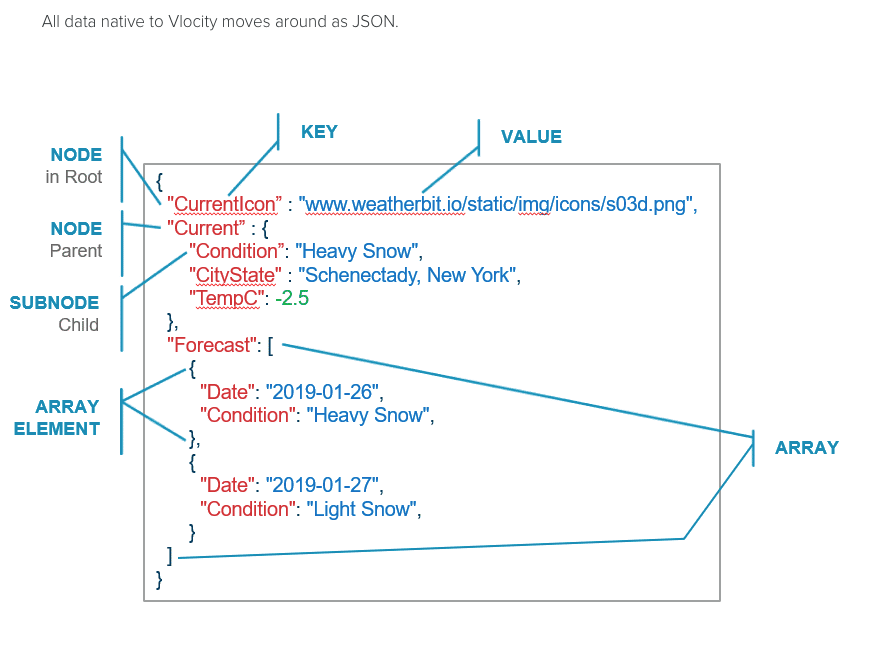 All data native to Vlocity moves around as JSON.
KEY
VALUE
NODE
in Root
NODE
Parent
SUBNODE
Child
ARRAY
ELEMENT
ARRAY
{
"CurrentIcon” : "www.weatherbit.io/static/img/icons/s03d.png",
"Current” : {
"Condition”: "Heavy Snow",
"CityState" : "Schenectady, New York",
"TempC": -2.5
},
"Forecast": [
{
"Date": "2019-01-26",
"Condition": "Heavy Snow",
},
{
"Date": "2019-01-27",
"Condition": "Light Snow",
}
]
}